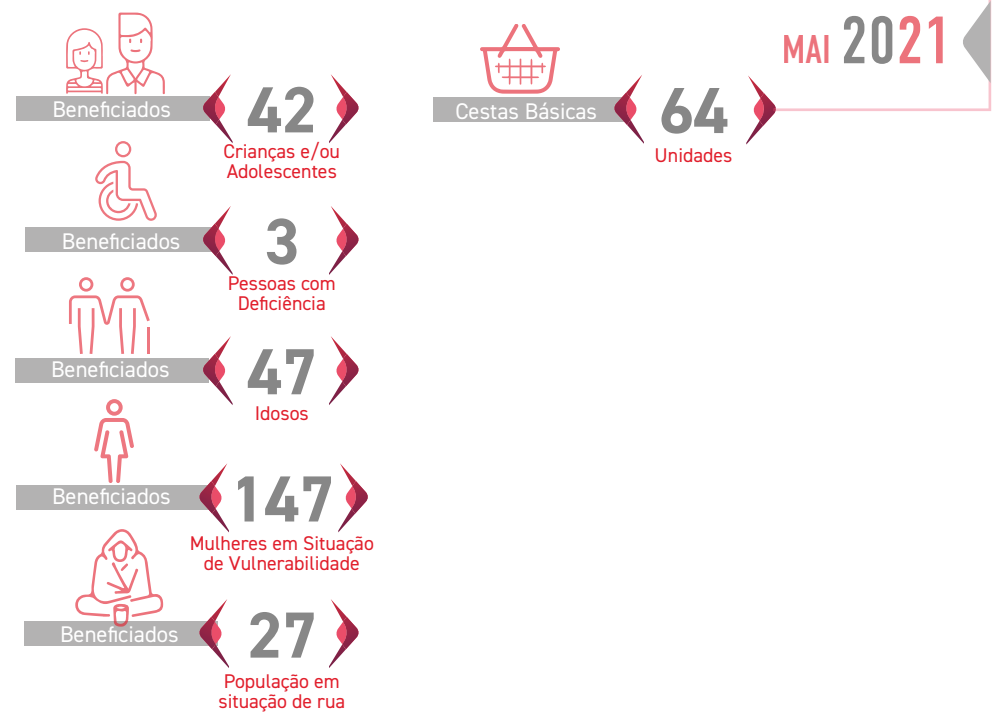 MAI 2021
Beneficiados
42
Crianças e/ou
Adolescentes
Beneficiados
3
Pessoas com
Deficiência
Beneficiados
47
Idosos
Beneficiados
147
Mulheres em Situação
de Vulnerabilidade
Beneficiados
27
População em
situação de rua
Cestas Básicas
64
Unidades